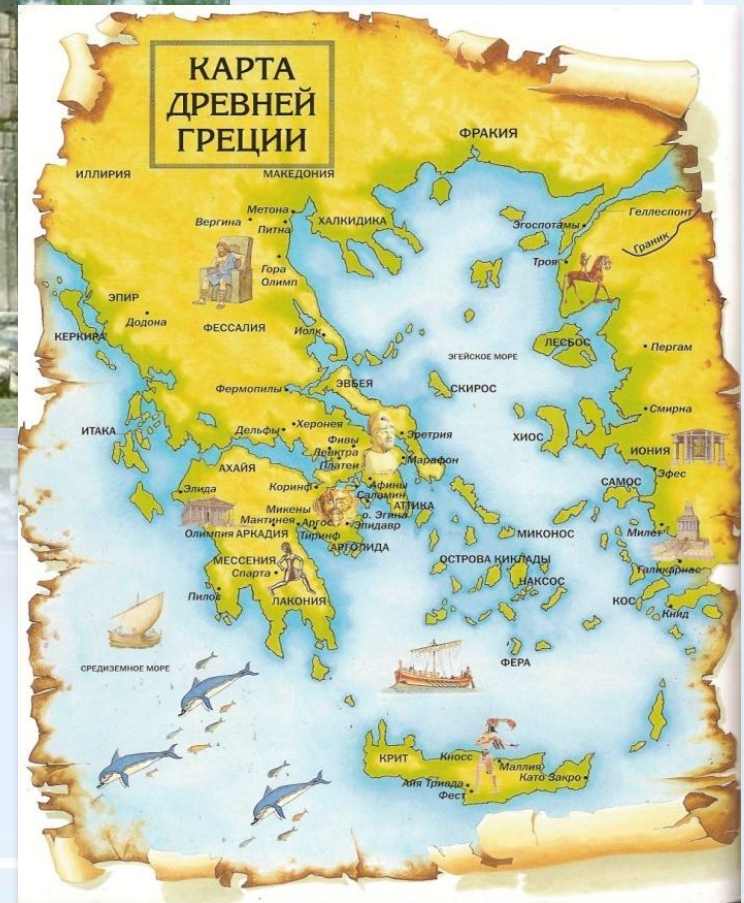 КАРТА
ДРЕВНЕЙ
ГРЕЦИИ
ФРАКИЯ
ИЛЛИРИЯ
МАКЕДОНИЯ
Метона
Вергина
Питна
ХАЛКИДИКА
Эгоспотамы
Геллеспонт
Граник
Троя
Гора
Олимп
ЭПИР
Додона
ФЕССАЛИЯ
Иолк
КЕРКИРА
ЛЕСБОС
Пергам
ЭГЕЙСКОЕ МОРЕ
Фермопилы
ЭВБЕЯ
СКИРОС
Смирна
ИТАКА
Дельфы
Херонея
Фивы
Левктра
Платеи
Эретрия
Марафон
ХИОС
ИОНИЯ
Эфес
АХАЙЯ
Элида
Коринф
Афины
Саламин
АТТИКА
САМОС
Микены
о. Эгина
Мантинея
Аргос
Эпидавр
Олимпия
АРКАДИЯ
Тиринф
АРГОЛИДА
МИКОНОС
Милет
МЕССЕНИЯ
Спарта
ОСТРОВА КИКЛАДЫ
НАКСОС
Галикарнас
Пилос
ЛАКОНИЯ
КОС
Книд
СРЕДИЗЕМНОЕ МОРЕ
ФЕРА
КРИТ
Кносс
Маллия
Като Закро
Айя Триада
Фест